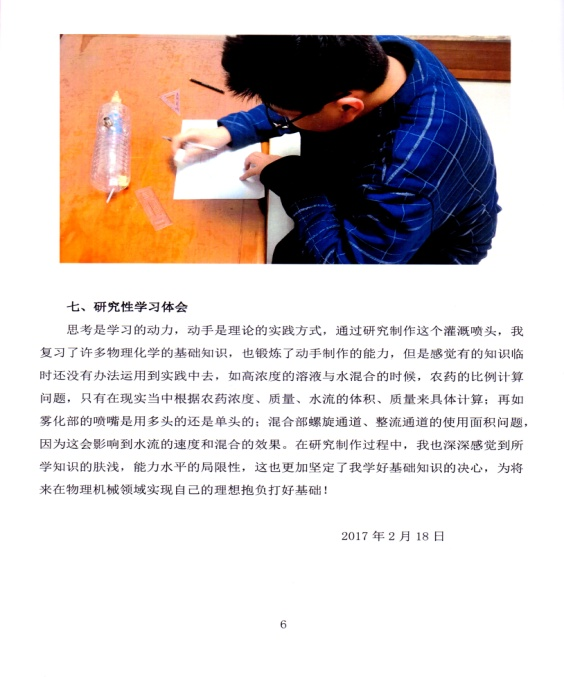 七、研究性学习体会
思考是学习的动力，动手是理论的实践方式，通过研究制作这个灌溉喷头，我
复习了许多物理化学的基础知识，也锻炼了动手制作的能力，但是感觉有的知识临
时还没有办法运用到实践中去，如高浓度的溶液与水混合的时候，农药的比例计算
问题，只有在现实当中根据农药浓度、质量、水流的体积、质量来具体计算；再如
雾化部的喷嘴是用多头的还是单头的；混合部螺旋通道、整流通道的使用面积问题，
因为这会影响到水流的速度和混合的效果。在研究制作过程中，我也深深感觉到所
学知识的肤浅，能力水平的局限性，这也更加坚定了我学好基础知识的决心，为将
来在物理机械领域实现自己的理想抱负打好基础！
2017 年 2 月 18 日
6